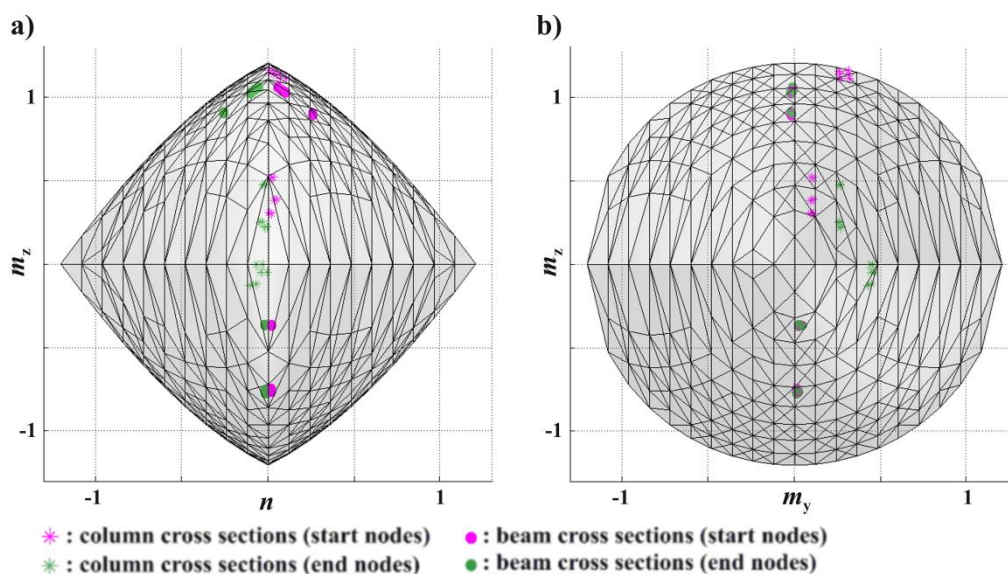 a)
b)
1
m_z
-1
-1
n
1
1
m_z
-1
-1
m_y
1
: column cross sections (start nodes)
: beam cross sections (start nodes)
: column cross sections (end nodes)
: beam cross sections (end nodes)